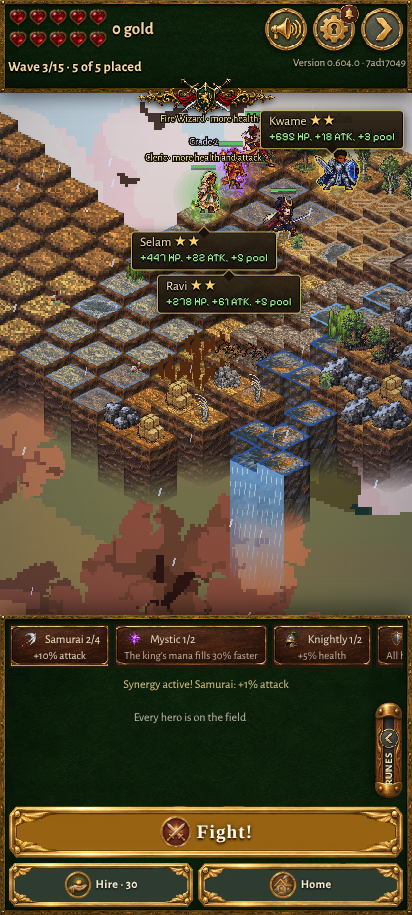 0 gold
Wave 3/15 · 5 of 5 placed
Version 0.604.0 · 7ad17049
Fire Wizard · more health
Kwame ★★
+695 HP, +18 ATK, +3 pool
Grade 2
Cleric · more health and attack
Selam ★★
+447 HP, +22 ATK, +5 pool
Ravi ★★
+278 HP, +61 ATK, +5 pool
Samurai 2/4
+10% attack
Mystic 1/2
The king's mana fills 30% faster
Knightly 1/2
+5% health
Synergy active! Samurai: +1% attack
Every hero is on the field
RUNES
Fight!
Hire · 30
Home